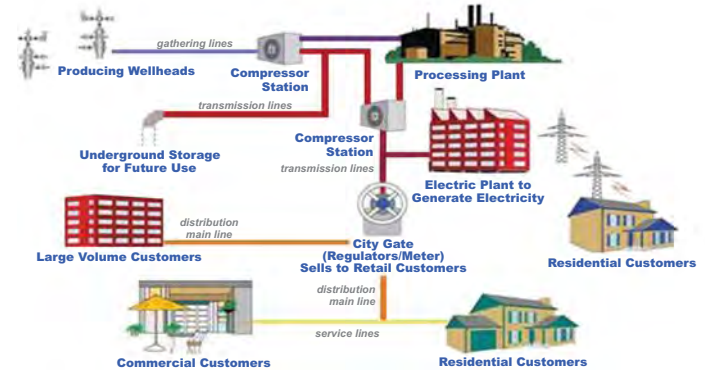 gathering lines
Producing Wellheads
Compressor
Station
Processing Plant
transmission lines
Compressor
Station
Underground Storage
for Future Use
transmission lines
Electric Plant to
Generate Electricity
distribution
main line
Large Volume Customers
City Gate
(Regulators/Meter)
Sells to Retail Customers
Residential Customers
distribution
main line
service lines
Commercial Customers
Residential Customers